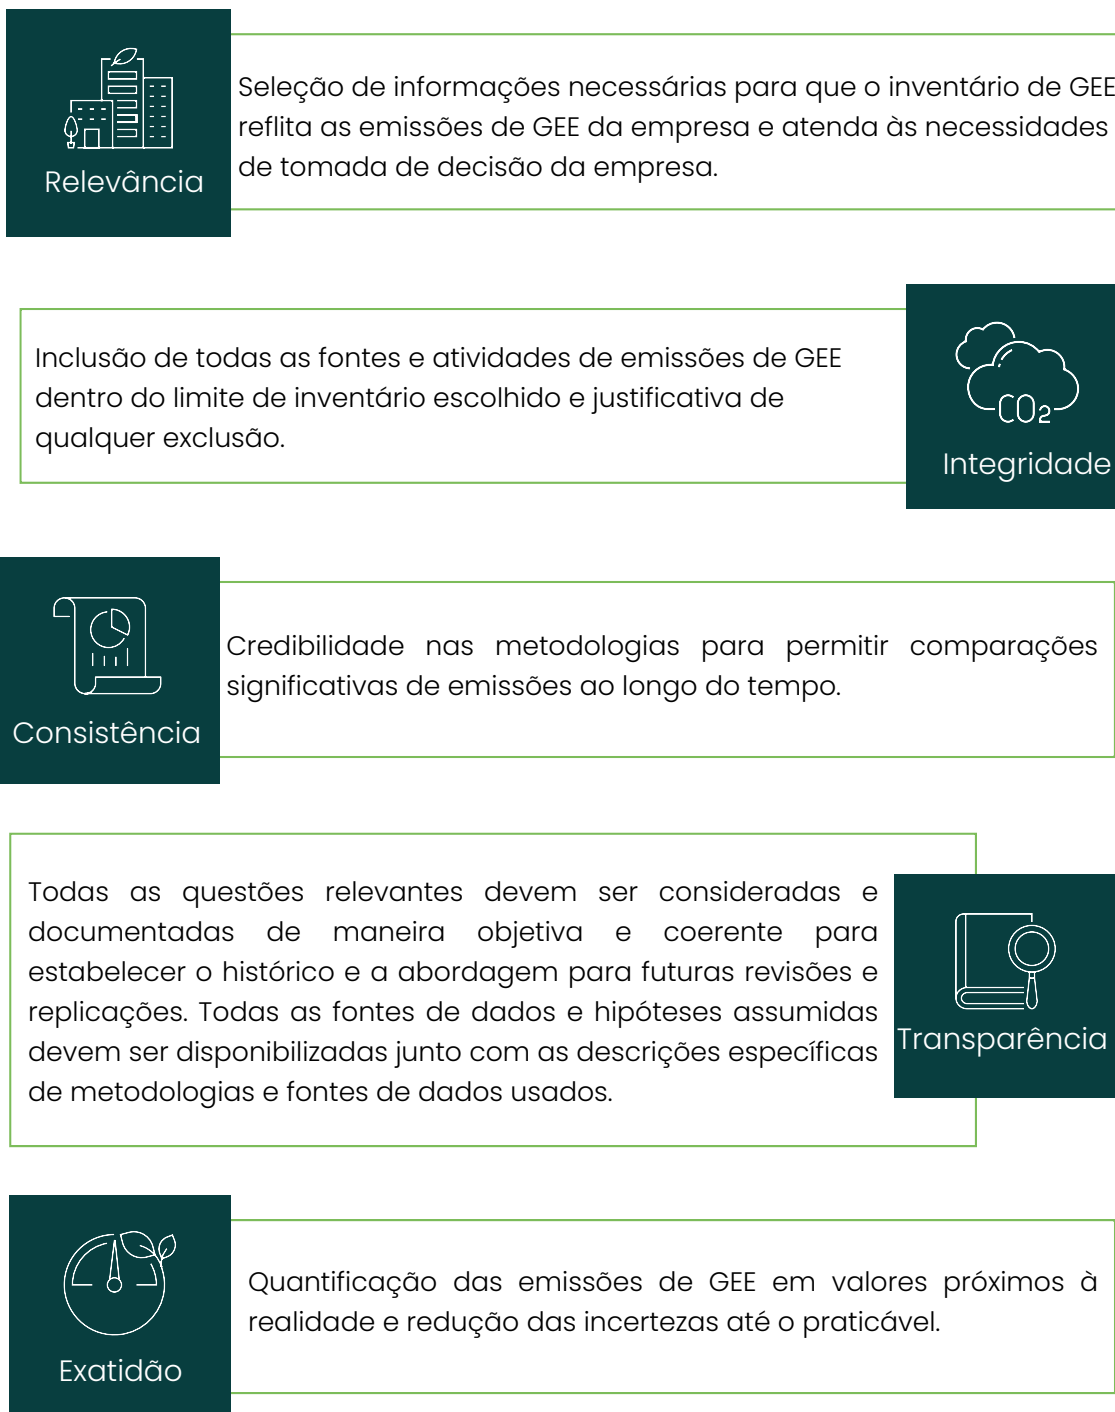 Relevância
Seleção de informações necessárias para que o inventário de GEE
reflita as emissões de GEE da empresa e atenda às necessidades
de tomada de decisão da empresa.
Inclusão de todas as fontes e atividades de emissões de GEE
dentro do limite de inventário escolhido e justificativa de
qualquer exclusão.
CO2
Integridade
Consistência
Credibilidade nas metodologias para permitir comparações
significativas de emissões ao longo do tempo.
Todas as questões relevantes devem ser consideradas e
documentadas de maneira objetiva e coerente para
estabelecer o histórico e a abordagem para futuras revisões e
replicações. Todas as fontes de dados e hipóteses assumidas
devem ser disponibilizadas junto com as descrições específicas
de metodologias e fontes de dados usados.
Transparência
Exatidão
Quantificação das emissões de GEE em valores próximos à
realidade e redução das incertezas até o praticável.